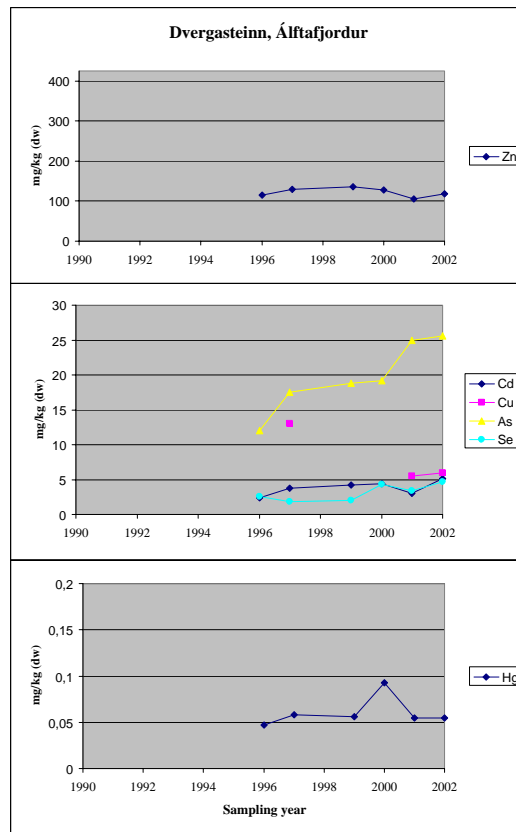 Dvergasteinn, Álftafjordur
400
300
200
100
0
mg/kg (dw)
1990 1992 1994 1996 1998 2000 2002
Zn
30
25
20
15
10
5
0
mg/kg (dw)
1990 1992 1994 1996 1998 2000 2002
Cd
Cu
As
Se
0,2
0,15
0,1
0,05
0
mg/kg (dw)
1990 1992 1994 1996 1998 2000 2002
Sampling year
Hg